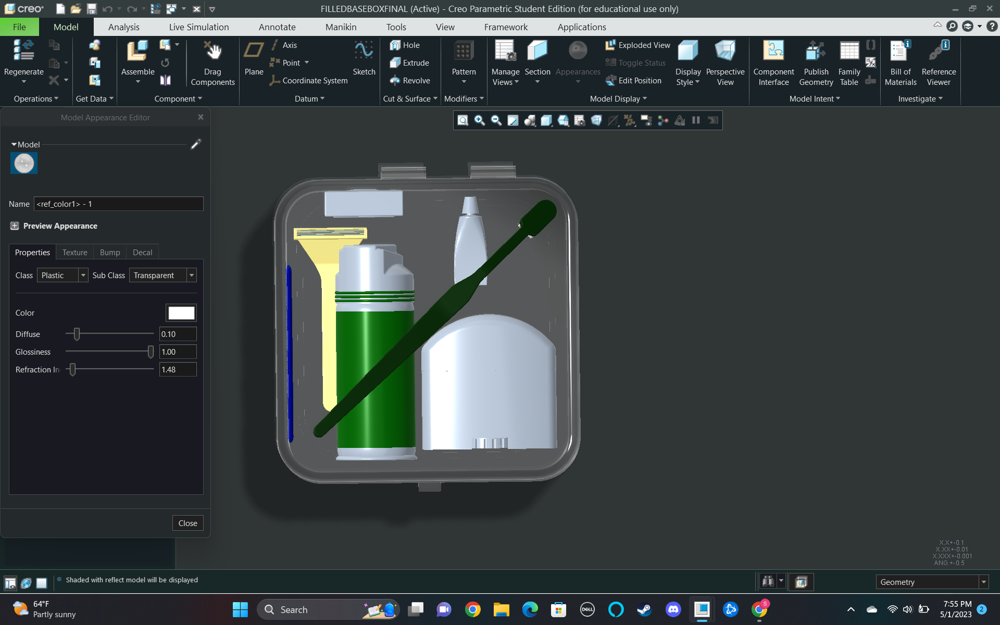 creo
FILLEDBASEBOXFINAL (Active) - Creo Parametric Student Edition (for educational use only)
File Model Analysis Live Simulation Annotate Manikin Tools View Framework Applications
Regenerate
Operations
Get Data
Assemble
Drag Components
Component
Plane
Axis
Point
Coordinate System
Sketch
Datum
Hole
Extrude
Revolve
Cut & Surface
Pattern
Modifiers
Manage Views
Section
Appearances
Exploded View
Toggle Status
Edit Position
Display Style
Perspective View
Model Display
Component Interface
Publish Geometry
Family Table
Model Intent
Bill of Materials
Reference Viewer
Investigate
Model Appearance Editor
Model
Name <ref_color1> - 1
Preview Appearance
Properties Texture Bump Decal
Class Plastic Sub Class Transparent
Color
Diffuse 0.10
Glossiness 1.00
Refraction In 1.48
Close
X.X+-0.1
X.XX+-0.01
X.XXX+-0.001
ANG.+-0.5
Shaded with reflect model will be displayed
Geometry
64°F
Partly sunny
Search
DELL
S
7:55 PM
5/1/2023
2